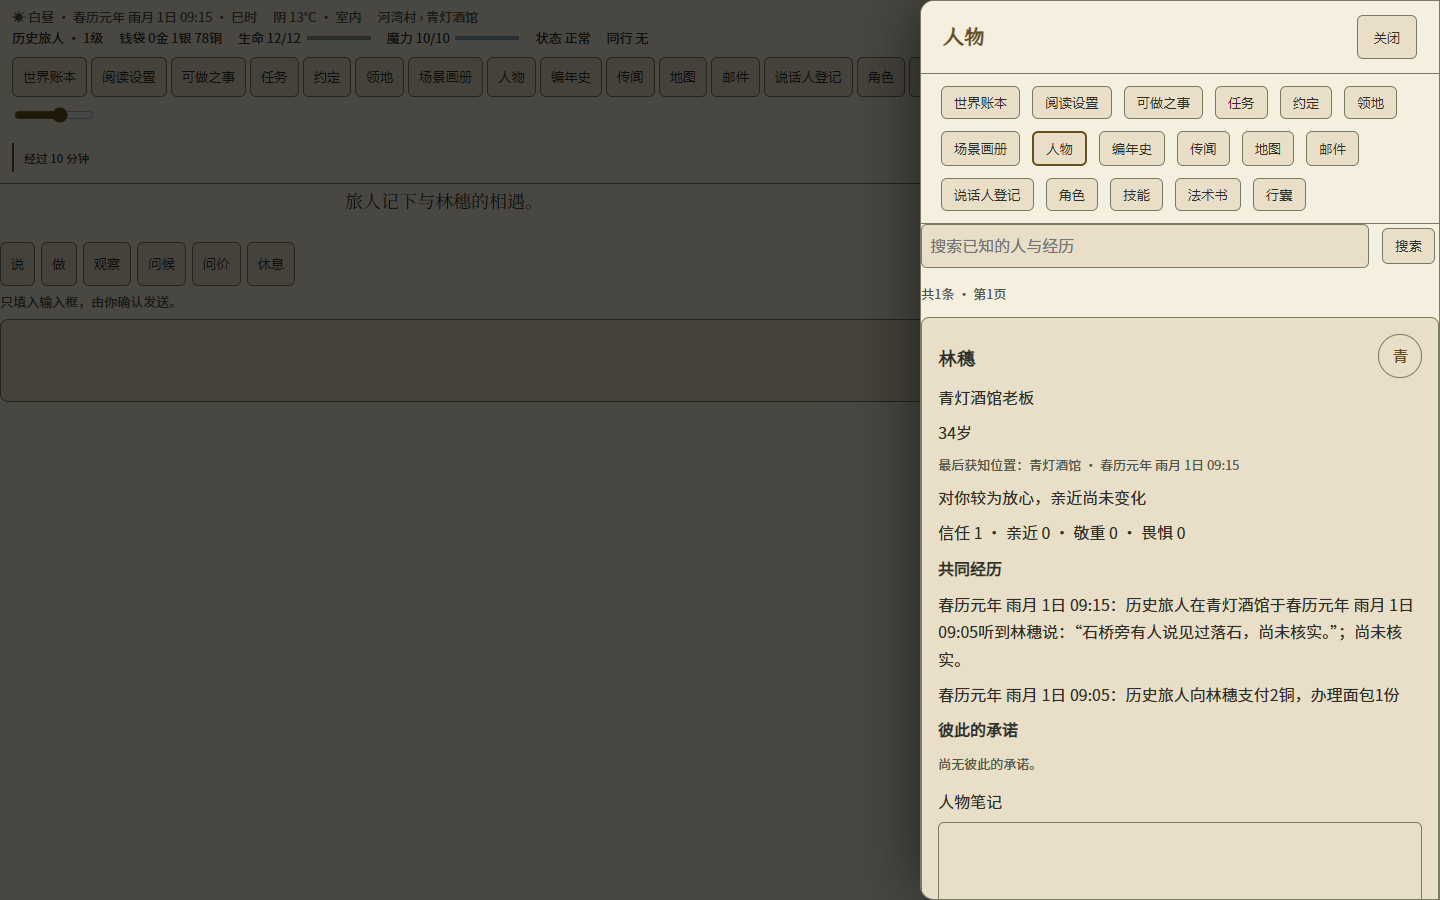 白昼 · 春历元年 雨月 1日 09:15 · 巳时 阴 13℃ · 室内 河湾村 › 青灯酒馆
历史旅人 · 1级 钱袋 0金 1银 78铜 生命 12/12 魔力 10/10 状态 正常 同行 无
世界账本 阅读设置 可做之事 任务 约定 领地 场景画册 人物 编年史 传闻 地图 邮件 说话人登记 角色
经过 10 分钟
旅人记下与林穗的相遇。
说 做 观察 问候 问价 休息
只填入输入框，由你确认发送。
人物 关闭
世界账本 阅读设置 可做之事 任务 约定 领地
场景画册 人物 编年史 传闻 地图 邮件
说话人登记 角色 技能 法术书 行囊
搜索已知的人与经历 搜索
共1条 · 第1页
林穗 青
青灯酒馆老板
34岁
最后获知位置：青灯酒馆 · 春历元年 雨月 1日 09:15
对你较为放心，亲近尚未变化
信任 1 · 亲近 0 · 敬重 0 · 畏惧 0
共同经历
春历元年 雨月 1日 09:15：历史旅人在青灯酒馆于春历元年 雨月 1日
09:05听到林穗说：“石桥旁有人说见过落石，尚未核实。”；尚未核
实。
春历元年 雨月 1日 09:05：历史旅人向林穗支付2铜，办理面包1份
彼此的承诺
尚无彼此的承诺。
人物笔记